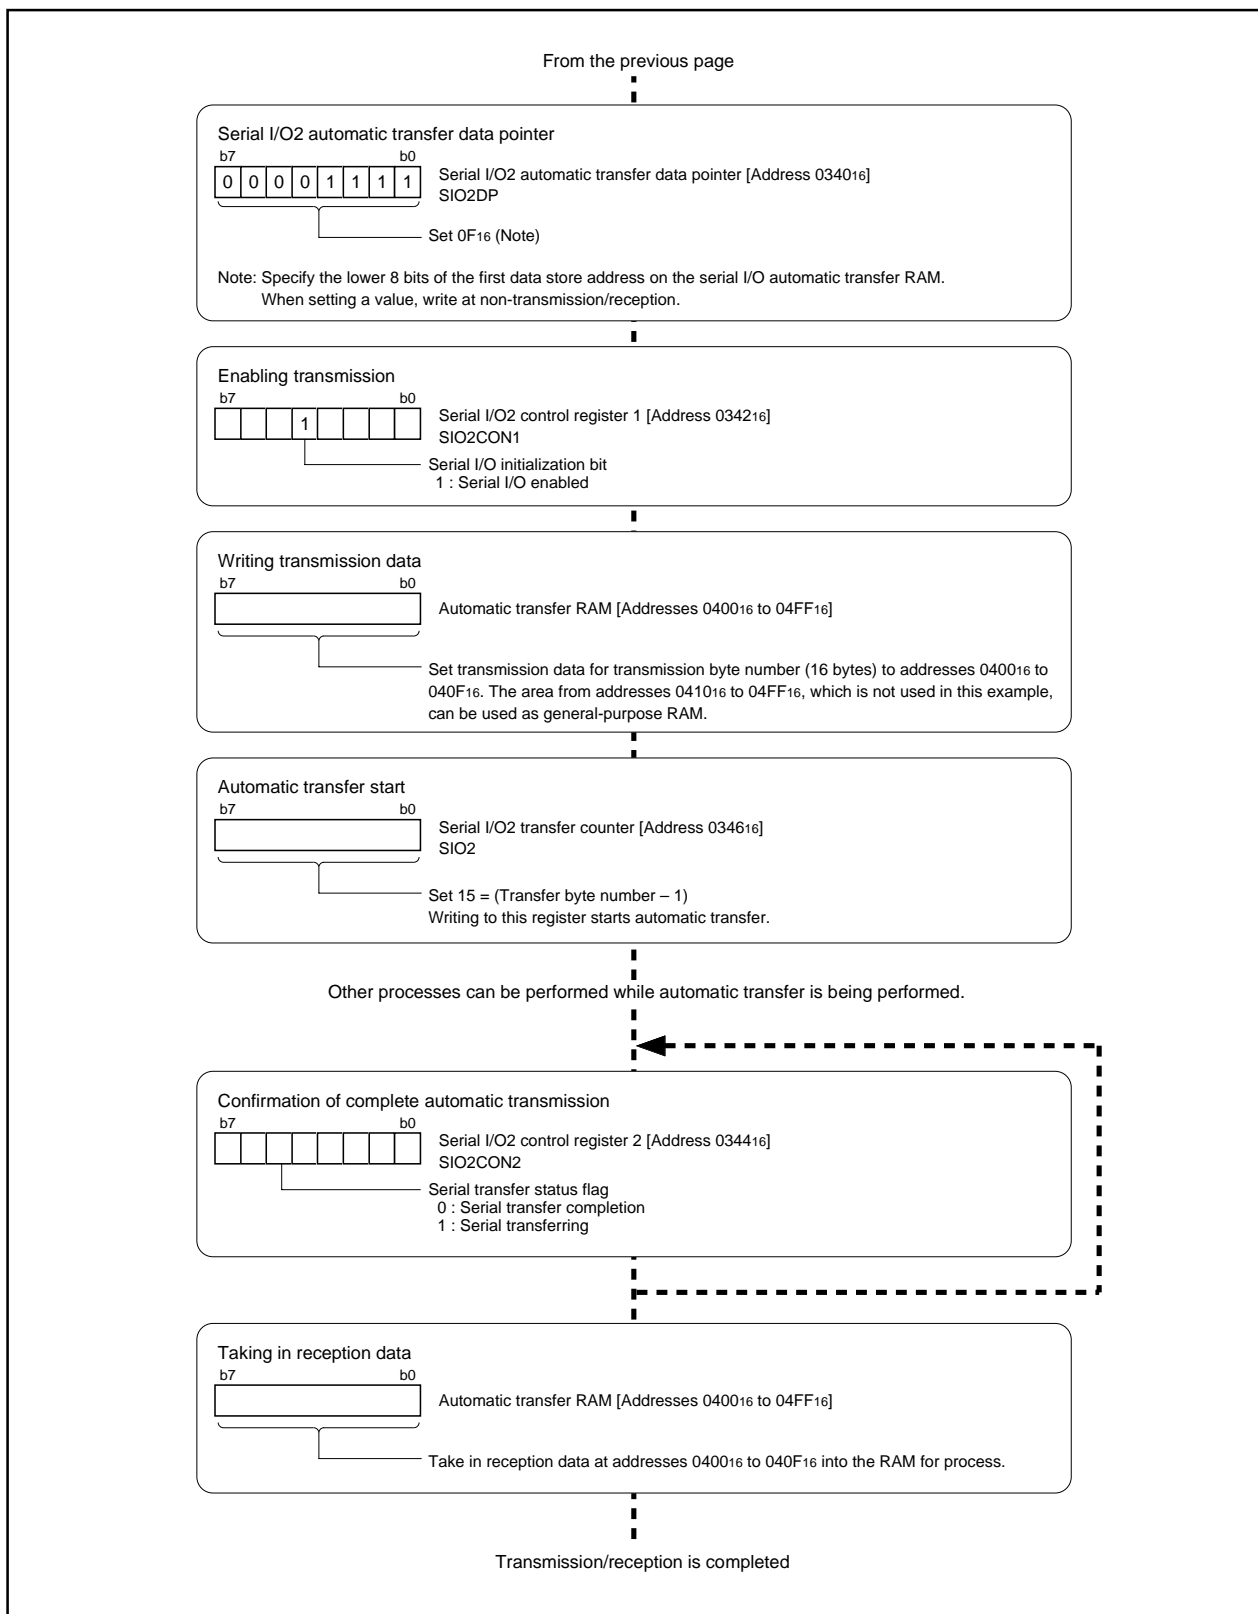 From the previous page
Serial I/O2 automatic transfer data pointer
b7 b0
0 0 0 0 1 1 1 1
Serial I/O2 automatic transfer data pointer [Address 034016]
SIO2DP
Set 0F16 (Note)
Note: Specify the lower 8 bits of the first data store address on the serial I/O automatic transfer RAM.
When setting a value, write at non-transmission/reception.
Enabling transmission
b7 b0
1
Serial I/O2 control register 1 [Address 034216]
SIO2CON1
Serial I/O initialization bit
1 : Serial I/O enabled
Writing transmission data
b7 b0
Automatic transfer RAM [Addresses 040016 to 04FF16]
Set transmission data for transmission byte number (16 bytes) to addresses 040016 to
040F16. The area from addresses 041016 to 04FF16, which is not used in this example,
can be used as general-purpose RAM.
Automatic transfer start
b7 b0
Serial I/O2 transfer counter [Address 034616]
SIO2
Set 15 = (Transfer byte number – 1)
Writing to this register starts automatic transfer.
Other processes can be performed while automatic transfer is being performed.
Confirmation of complete automatic transmission
b7 b0
Serial I/O2 control register 2 [Address 034416]
SIO2CON2
Serial transfer status flag
0 : Serial transfer completion
1 : Serial transferring
Taking in reception data
b7 b0
Automatic transfer RAM [Addresses 040016 to 04FF16]
Take in reception data at addresses 040016 to 040F16 into the RAM for process.
Transmission/reception is completed